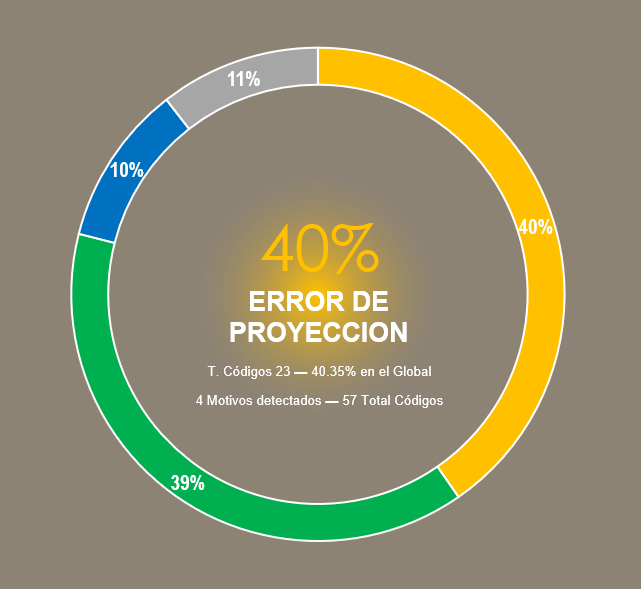 11%
10%
40%
40%
ERROR DE
PROYECCION
T. Códigos 23 — 40.35% en el Global
4 Motivos detectados — 57 Total Códigos
39%